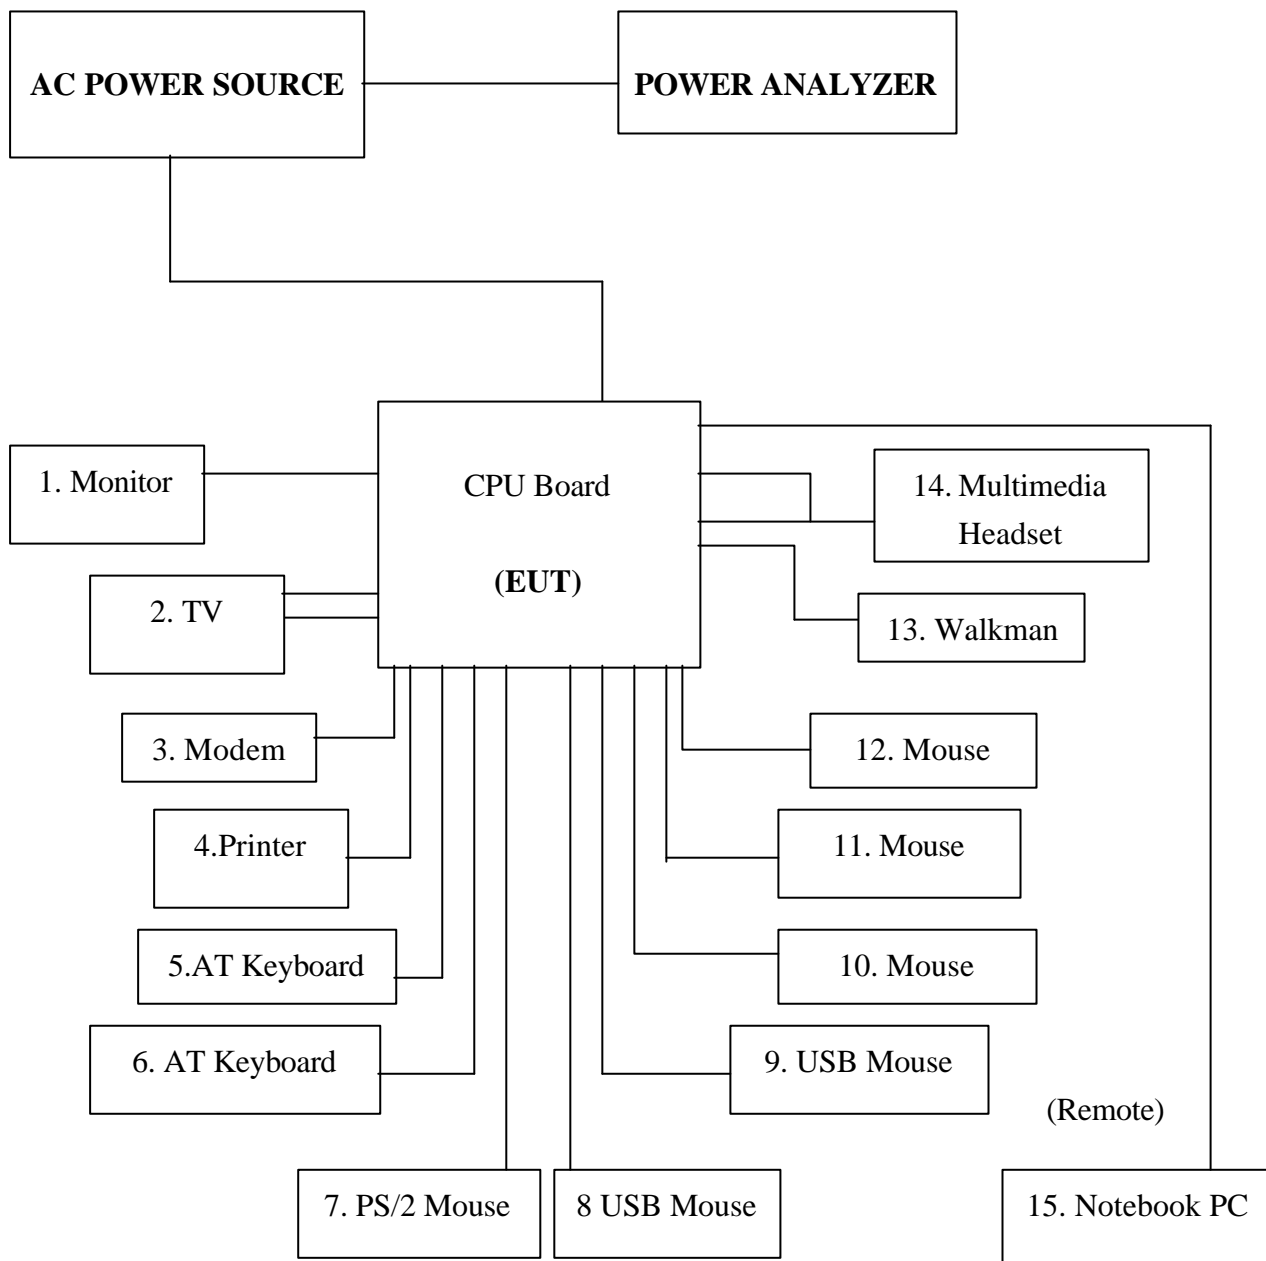 AC POWER SOURCE
POWER ANALYZER
1. Monitor
CPU Board
(EUT)
14. Multimedia
Headset
2. TV
13. Walkman
3. Modem
12. Mouse
4.Printer
11. Mouse
5.AT Keyboard
10. Mouse
6. AT Keyboard
9. USB Mouse
(Remote)
7. PS/2 Mouse
8 USB Mouse
15. Notebook PC